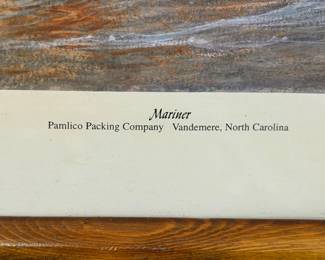 Mariner
Pamlico Packing Company Vandemere, North Carolina